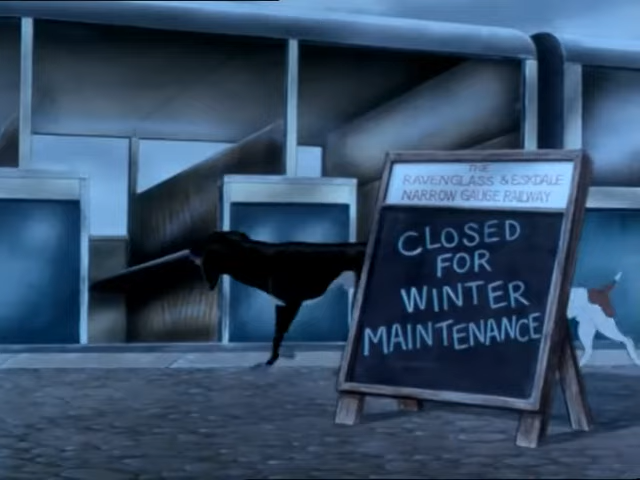 THE
RAVENGLASS & ESKDALE
NARROW GAUGE RAILWAY
CLOSED
FOR
WINTER
MAINTENANCE